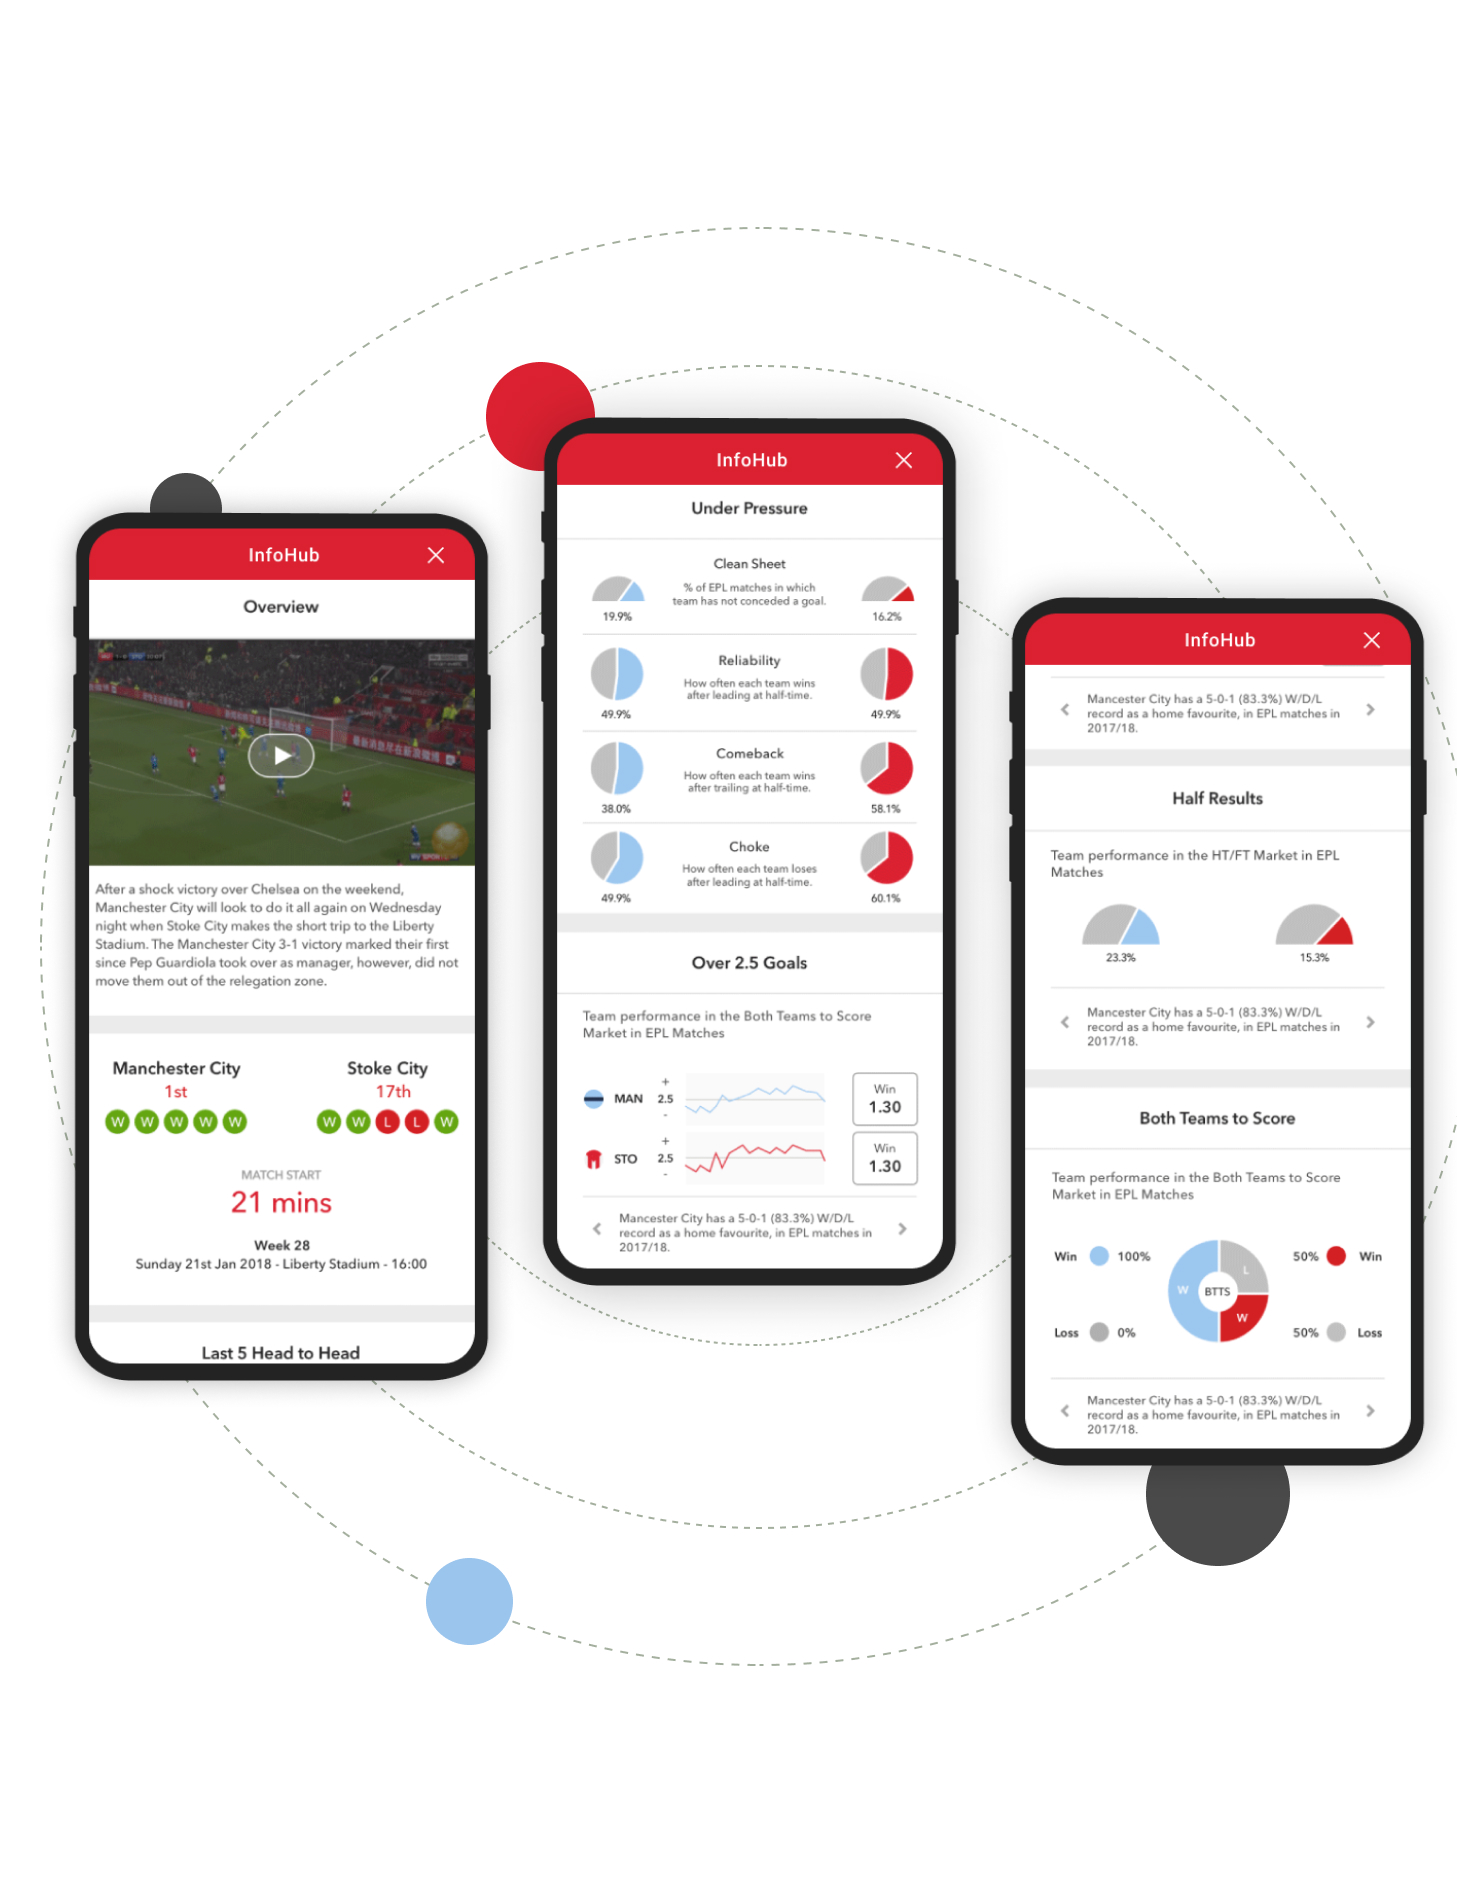 InfoHub
Overview
After a shock victory over Chelsea on the weekend,
Manchester City will look to do it all again on Wednesday
night when Stoke City makes the short trip to the Liberty
Stadium. The Manchester City 3-1 victory marked their first
since Pep Guardiola took over as manager, however, did not
move them out of the relegation zone.
Manchester City
1st
W W W W W
Stoke City
17th
W W L L W
MATCH START
21 mins
Week 28
Sunday 21st Jan 2018 - Liberty Stadium - 16:00
Last 5 Head to Head
InfoHub
Under Pressure
Clean Sheet
% of EPL matches in which
team has not conceded a goal.
19.9%
16.2%
Reliability
How often each team wins
after leading at half-time.
49.9%
49.9%
Comeback
How often each team wins
after trailing at half-time.
38.0%
58.1%
Choke
How often each team loses
after leading at half-time.
49.9%
60.1%
Over 2.5 Goals
Team performance in the Both Teams to Score
Market in EPL Matches
+
MAN 2.5
-
Win
1.30
+
STO 2.5
-
Win
1.30
Mancester City has a 5-0-1 (83.3%) W/D/L
record as a home favourite, in EPL matches in
2017/18.
InfoHub
Mancester City has a 5-0-1 (83.3%) W/D/L
record as a home favourite, in EPL matches in
2017/18.
Half Results
Team performance in the HT/FT Market in EPL
Matches
23.3%
15.3%
Mancester City has a 5-0-1 (83.3%) W/D/L
record as a home favourite, in EPL matches in
2017/18.
Both Teams to Score
Team performance in the Both Teams to Score
Market in EPL Matches
Win 100%
50% Win
W L
BTTS
W
Loss 0%
50% Loss
Mancester City has a 5-0-1 (83.3%) W/D/L
record as a home favourite, in EPL matches in
2017/18.